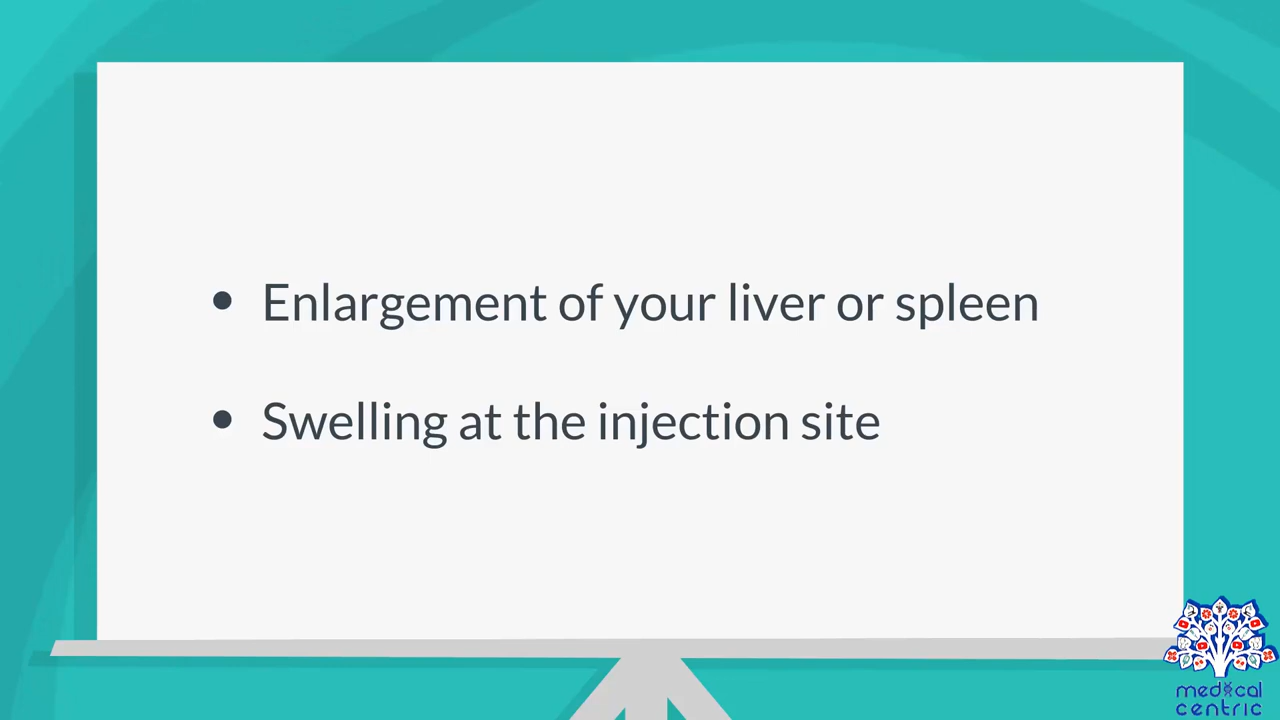 • Enlargement of your liver or spleen
• Swelling at the injection site
medical
centric